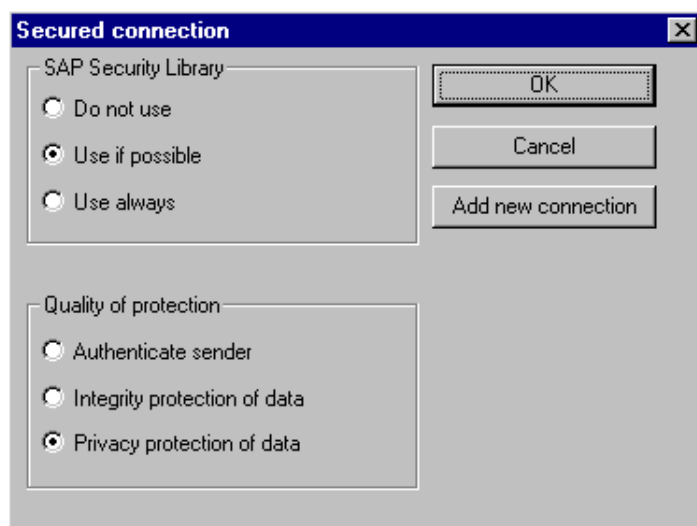 Secured connection
SAP Security Library
Do not use
Use if possible
Use always
OK
Cancel
Add new connection
Quality of protection
Authenticate sender
Integrity protection of data
Privacy protection of data